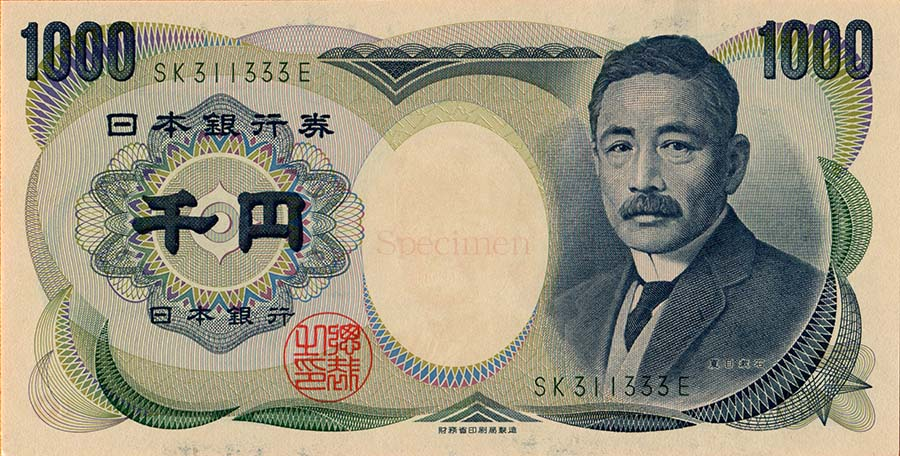 1000
1000
SK311333E
日本銀行券
千円
Specimen
日本銀行
総裁之印
夏目漱石
SK311333E
財務省印刷局製造